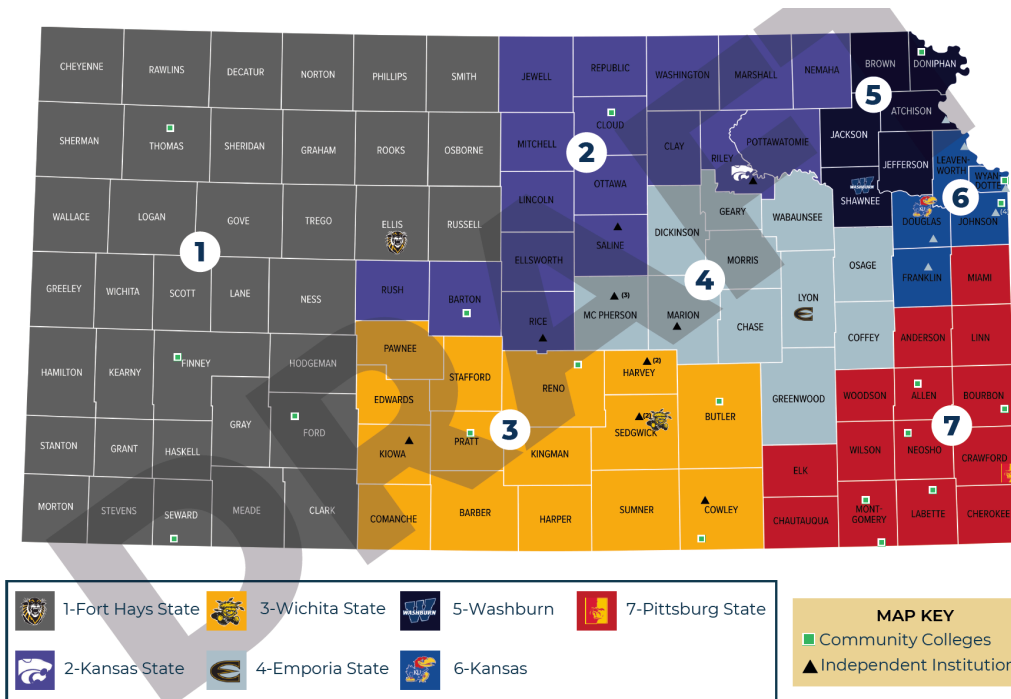 CHEYENNE
RAWLINS
DECATUR
NORTON
PHILLIPS
SMITH
JEWELL
REPUBLIC
WASHINGTON
MARSHALL
NEMAHA
BROWN
DONIPHAN
5
ATCHISON
SHERMAN
THOMAS
SHERIDAN
GRAHAM
ROOKS
OSBORNE
MITCHELL
2
CLOUD
CLAY
RILEY
POTTAWATOMIE
JACKSON
JEFFERSON
LEAVEN-
WORTH
WYAN-
DOTTE
WALLACE
LOGAN
GOVE
TREGO
ELLIS
RUSSELL
LINCOLN
OTTAWA
SALINE
ELLSWORTH
DICKINSON
GEARY
WABAUNSEE
WASHBURN
SHAWNEE
6
KU
DOUGLAS
JOHNSON
(4)
1
GREELEY
WICHITA
SCOTT
LANE
NESS
RUSH
BARTON
RICE
MC PHERSON
(3)
MARION
4
MORRIS
CHASE
LYON
E
OSAGE
COFFEY
FRANKLIN
MIAMI
ANDERSON
LINN
HAMILTON
KEARNY
FINNEY
HODGEMAN
PAWNEE
EDWARDS
STAFFORD
RENO
HARVEY
(2)
SEDGWICK
(2)
BUTLER
GREENWOOD
WOODSON
ALLEN
BOURBON
7
STANTON
GRANT
HASKELL
GRAY
FORD
KIOWA
PRATT
3
KINGMAN
ELK
WILSON
NEOSHO
CRAWFORD
MORTON
STEVENS
SEWARD
MEADE
CLARK
COMANCHE
BARBER
HARPER
SUMNER
COWLEY
CHAUTAUQUA
MONT-
GOMERY
LABETTE
CHEROKEE
DRAFT
1-Fort Hays State
3-Wichita State
WASHBURN
5-Washburn
7-Pittsburg State
2-Kansas State
E
4-Emporia State
KU
6-Kansas
MAP KEY
Community Colleges
Independent Institution